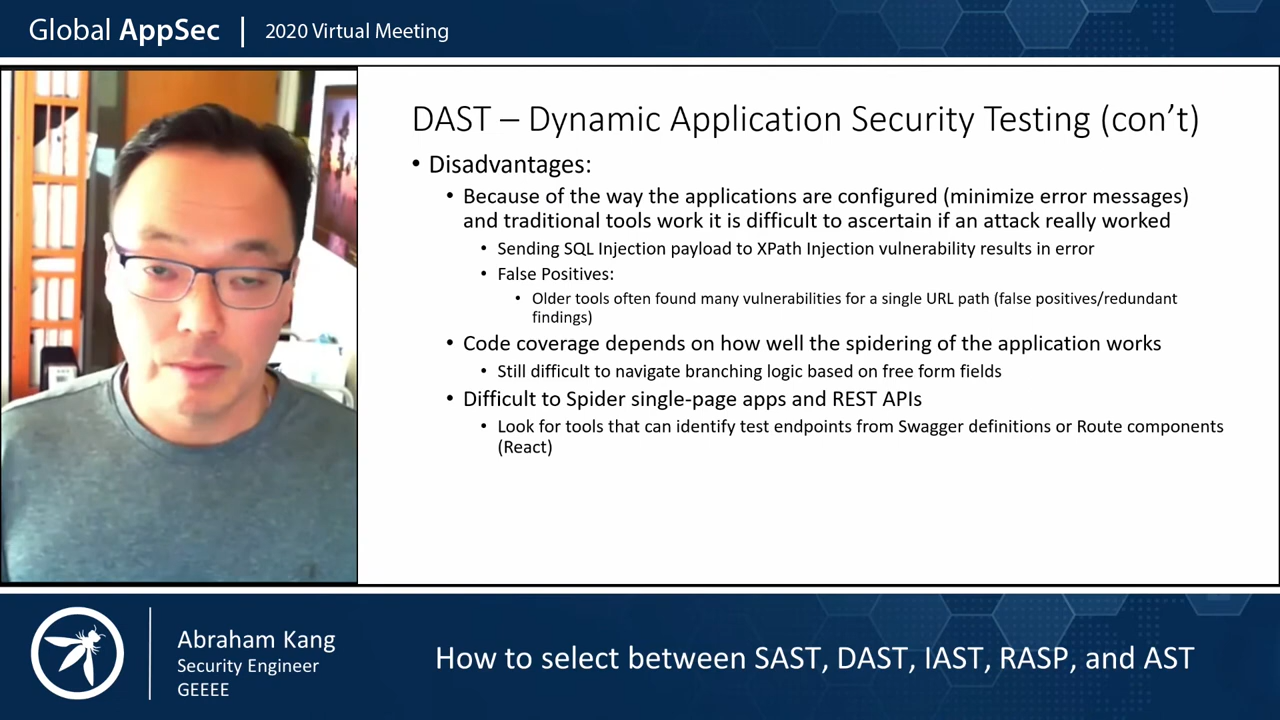 Global AppSec | 2020 Virtual Meeting
DAST – Dynamic Application Security Testing (con’t)
• Disadvantages:
• Because of the way the applications are configured (minimize error messages)
and traditional tools work it is difficult to ascertain if an attack really worked
• Sending SQL Injection payload to XPath Injection vulnerability results in error
• False Positives:
• Older tools often found many vulnerabilities for a single URL path (false positives/redundant
findings)
• Code coverage depends on how well the spidering of the application works
• Still difficult to navigate branching logic based on free form fields
• Difficult to Spider single-page apps and REST APIs
• Look for tools that can identify test endpoints from Swagger definitions or Route components
(React)
Abraham Kang
Security Engineer
GEEEE
How to select between SAST, DAST, IAST, RASP, and AST